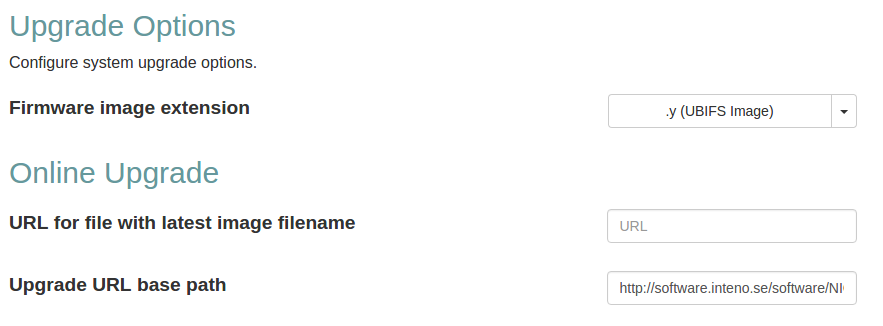 Upgrade Options
Configure system upgrade options.
Firmware image extension
.y (UBIFS Image)
Online Upgrade
URL for file with latest image filename
URL
Upgrade URL base path
http://software.inteno.se/software/NI